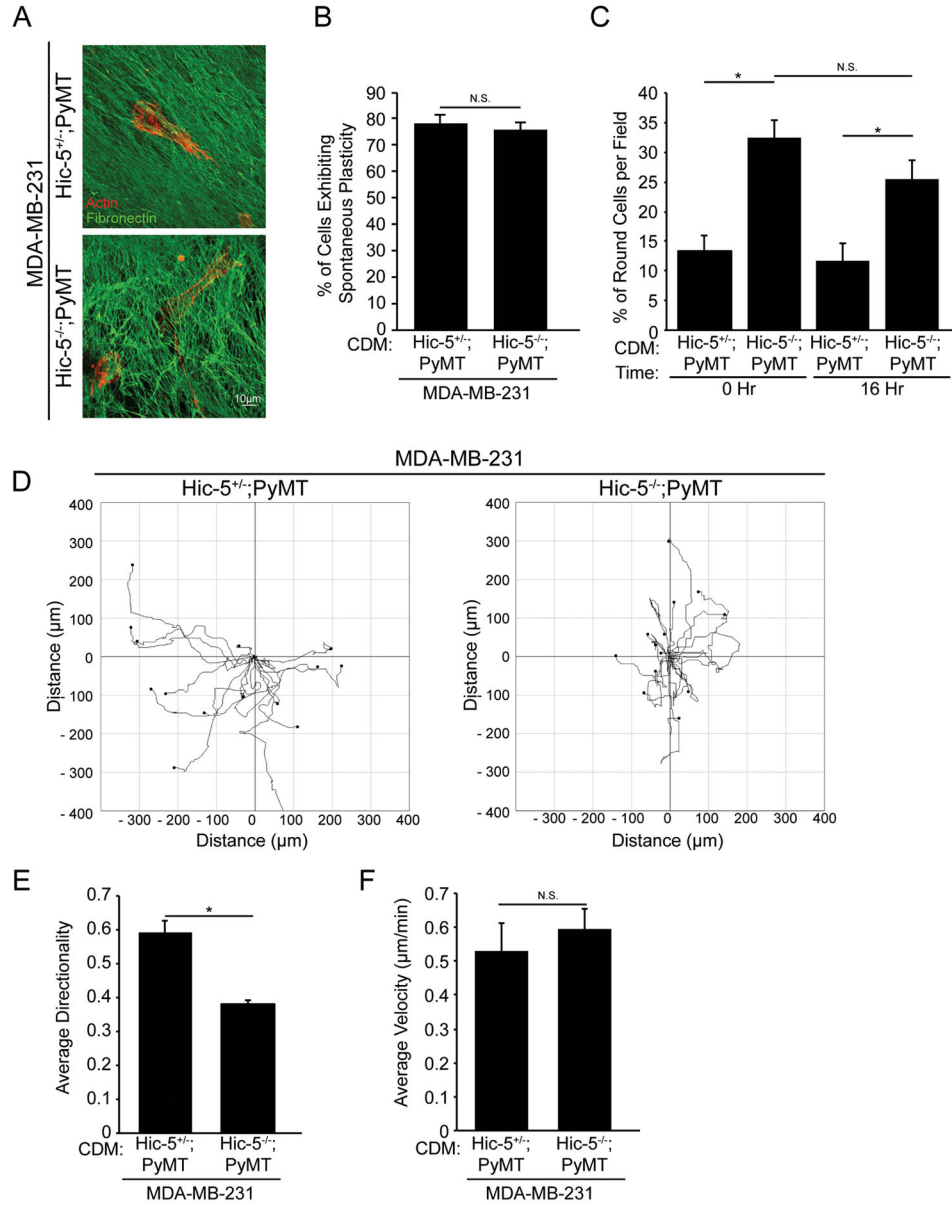 A
MDA-MB-231
Hic-5+/-;PyMT
Actin
Fibronectin
Hic-5-/-;PyMT
10µm
B
% of Cells Exhibiting
Spontaneous Plasticity
90
80
70
60
50
40
30
20
10
0
N.S.
CDM: Hic-5+/-; Hic-5-/-;
PyMT PyMT
MDA-MB-231
C
% of Round Cells per Field
40
35
30
25
20
15
10
5
0
N.S.
*
*
CDM: Hic-5+/-; Hic-5-/-; Hic-5+/-; Hic-5-/-;
PyMT PyMT PyMT PyMT
Time:
0 Hr 16 Hr
MDA-MB-231
D
Hic-5+/-;PyMT
Distance (µm)
400
300
200
100
0
100
- 200
- 300
- 400
- 300 - 200 - 100 0 100 200 300 400
Distance (µm)
Hic-5-/-;PyMT
Distance (µm)
400
300
200
100
0
100
- 200
- 300
- 400
- 300 - 200 - 100 0 100 200 300 400
Distance (µm)
E
Average Directionality
0.7
0.6
0.5
0.4
0.3
0.2
0.1
0
*
CDM: Hic-5+/-; Hic-5-/-;
PyMT PyMT
MDA-MB-231
F
Average Velocity (µm/min)
0.7
0.6
0.5
0.4
0.3
0.2
0.1
0
N.S.
CDM: Hic-5+/-; Hic-5-/-;
PyMT PyMT
MDA-MB-231